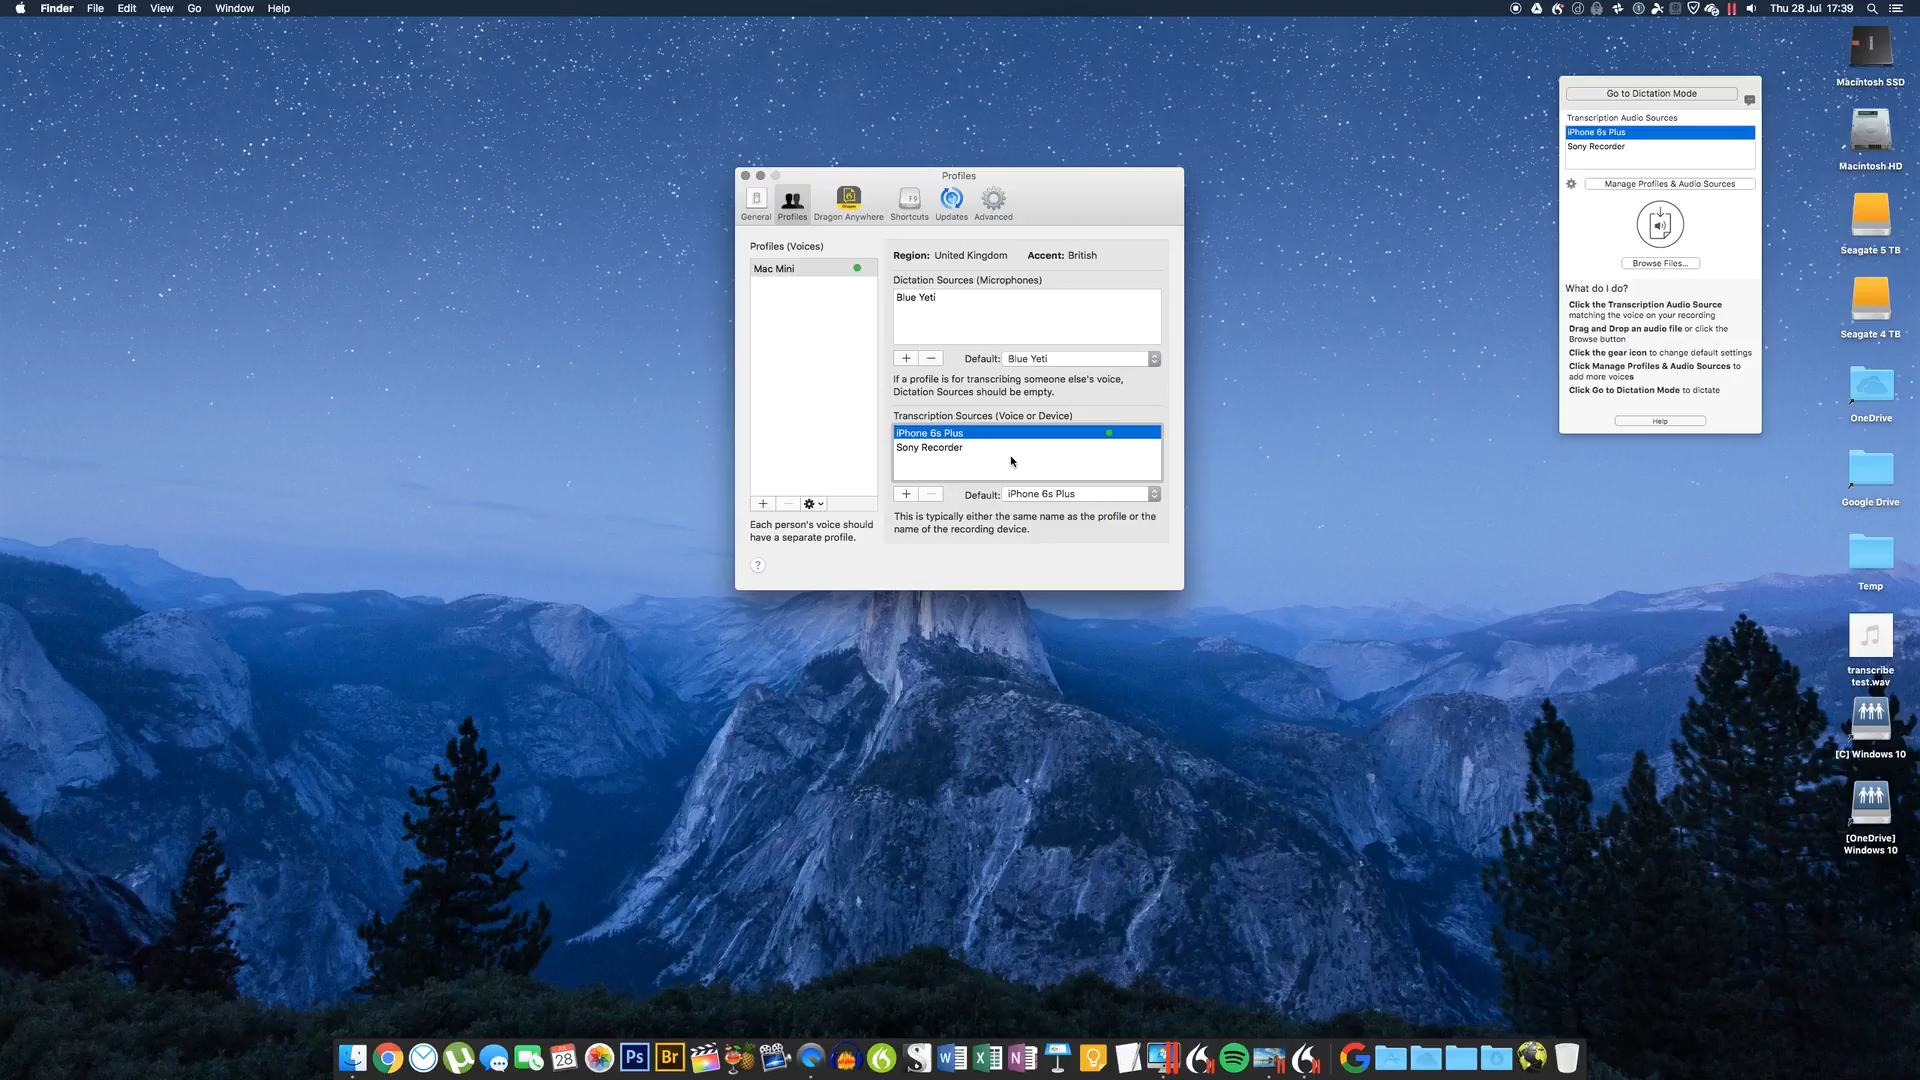 Finder File Edit View Go Window Help
Thu 28 Jul 17:39
Macintosh SSD
Macintosh HD
Seagate 5 TB
Seagate 4 TB
OneDrive
Google Drive
Temp
transcribe
test.wav
[C] Windows 10
[OneDrive]
Windows 10
Profiles
General Profiles Dragon Anywhere Shortcuts Updates Advanced
Profiles (Voices)
Mac Mini
Each person's voice should
have a separate profile.
?
Region: United Kingdom Accent: British
Dictation Sources (Microphones)
Blue Yeti
Default: Blue Yeti
If a profile is for transcribing someone else's voice,
Dictation Sources should be empty.
Transcription Sources (Voice or Device)
iPhone 6s Plus
Sony Recorder
Default: iPhone 6s Plus
This is typically either the same name as the profile or the
name of the recording device.
Go to Dictation Mode
Transcription Audio Sources
iPhone 6s Plus
Sony Recorder
Manage Profiles & Audio Sources
Browse Files...
What do I do?
Click the Transcription Audio Source
matching the voice on your recording
Drag and Drop an audio file or click the
Browse button
Click the gear icon to change default settings
Click Manage Profiles & Audio Sources to
add more voices
Click Go to Dictation Mode to dictate
Help
F9
Dragon
28
Ps
Br